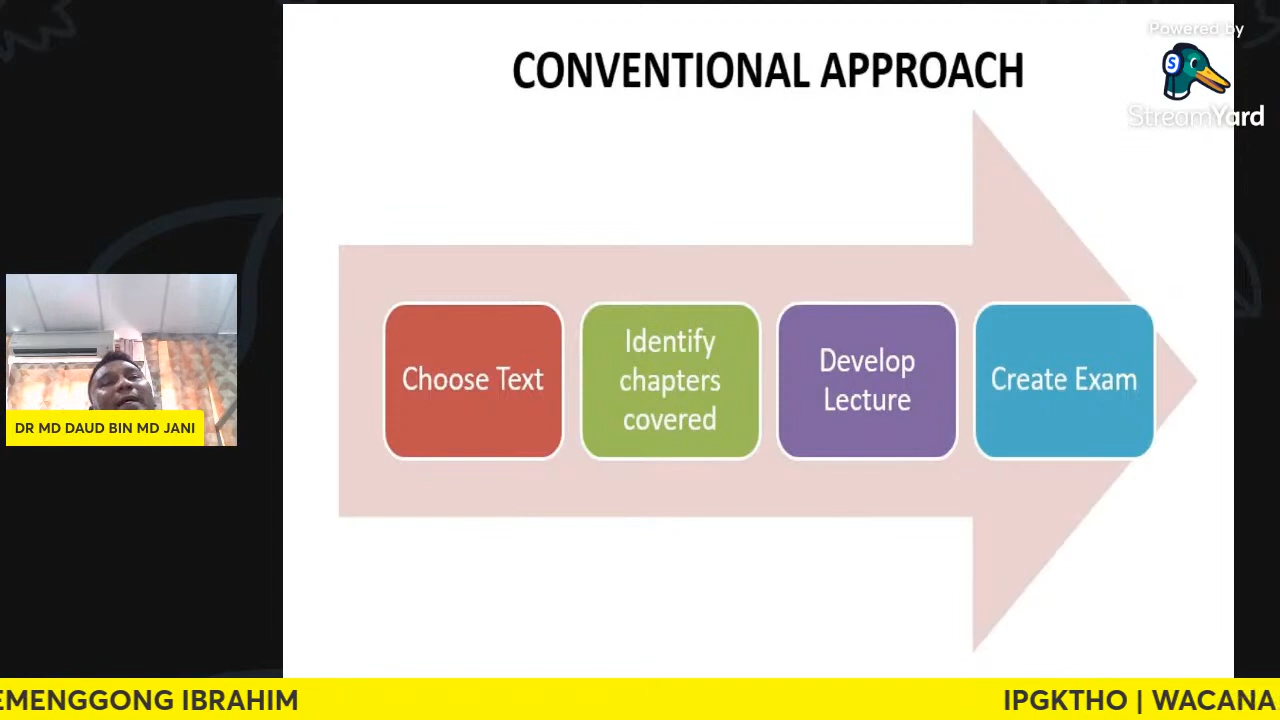 Powered by
StreamYard
CONVENTIONAL APPROACH
Choose Text
Identify
chapters
covered
Develop
Lecture
Create Exam
DR MD DAUD BIN MD JANI
EMENGGONG IBRAHIM
IPGKTHO | WACANA